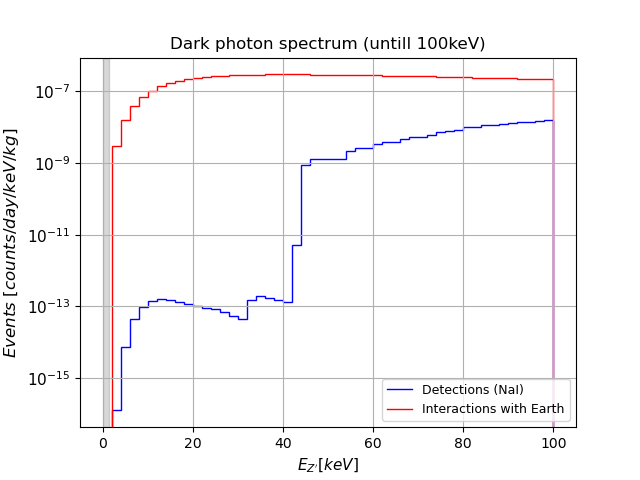 Dark photon spectrum (untill 100keV)
Events [counts/day/keV/kg]
10⁻⁷
10⁻⁹
10⁻¹¹
10⁻¹³
10⁻¹⁵
Detections (NaI)
Interactions with Earth
0 20 40 60 80 100
E_{Z'}[keV]